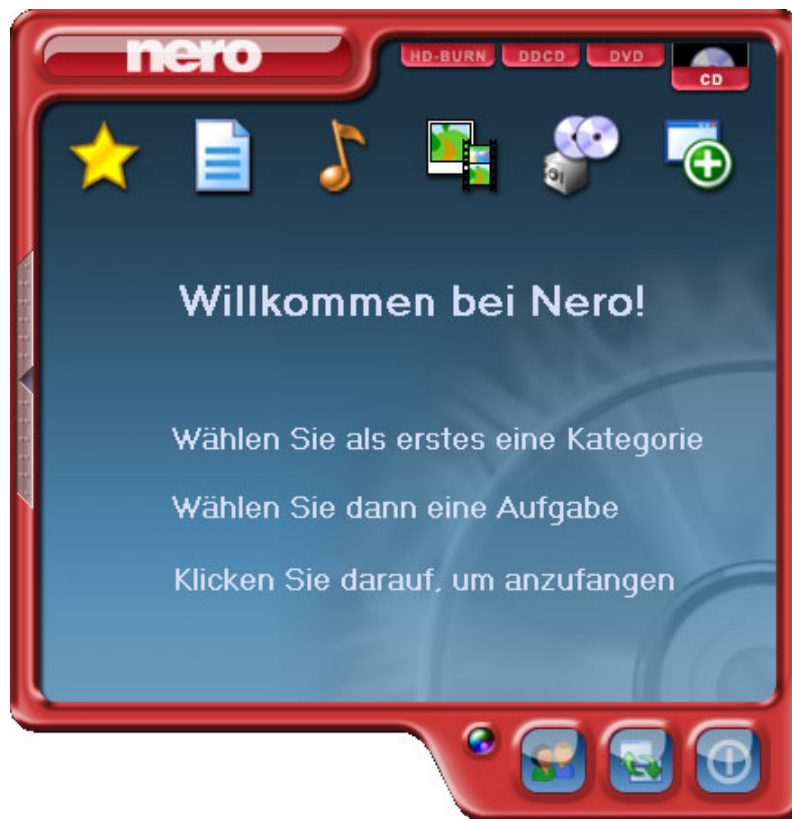 nero
HD-BURN DDCD DVD
CD
Willkommen bei Nero!
Wählen Sie als erstes eine Kategorie
Wählen Sie dann eine Aufgabe
Klicken Sie darauf, um anzufangen